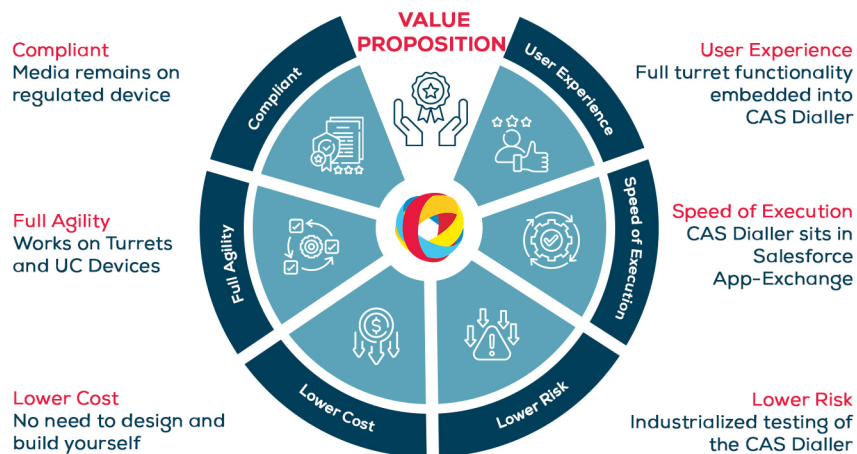 VALUE
PROPOSITION
Compliant
Media remains on
regulated device
Full Agility
Works on Turrets
and UC Devices
Lower Cost
No need to design and
build yourself
User Experience
Full turret functionality
embedded into
CAS Dialler
Speed of Execution
CAS Dialler sits in
Salesforce
App-Exchange
Lower Risk
Industrialized testing of
the CAS Dialler
Compliant
Full Agility
Lower Cost
Lower Risk
Speed of Execution
User Experience